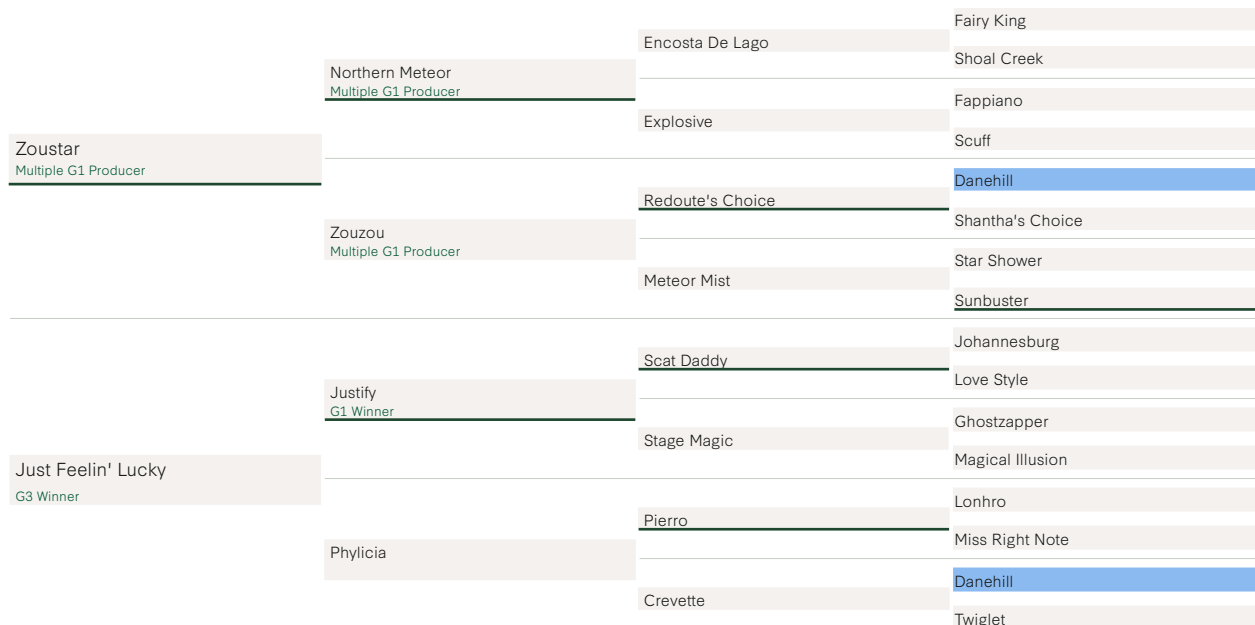 Zoustar
Multiple G1 Producer
Just Feelin' Lucky
G3 Winner
Northern Meteor
Multiple G1 Producer
Zouzou
Multiple G1 Producer
Justify
G1 Winner
Phylicia
Encosta De Lago
Explosive
Redoute's Choice
Meteor Mist
Scat Daddy
Stage Magic
Pierro
Crevette
Fairy King
Shoal Creek
Fappiano
Scuff
Danehill
Shantha's Choice
Star Shower
Sunbuster
Johannesburg
Love Style
Ghostzapper
Magical Illusion
Lonhro
Miss Right Note
Danehill
Twiglet